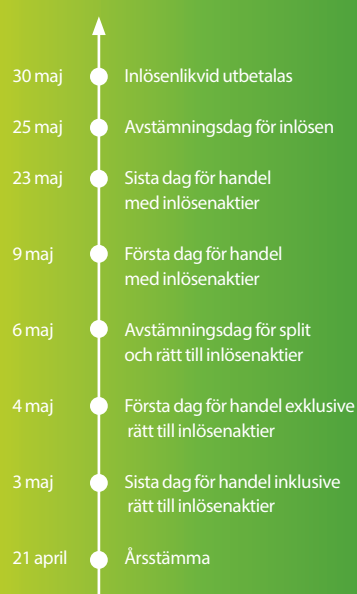 30 maj Inlösenlikvid utbetalas
25 maj Avstämningsdag för inlösen
23 maj Sista dag för handel
med inlösenaktier
9 maj Första dag för handel
med inlösenaktier
6 maj Avstämningsdag för split
och rätt till inlösenaktier
4 maj Första dag för handel exklusive
rätt till inlösenaktier
3 maj Sista dag för handel inklusive
rätt till inlösenaktier
21 april Årsstämma